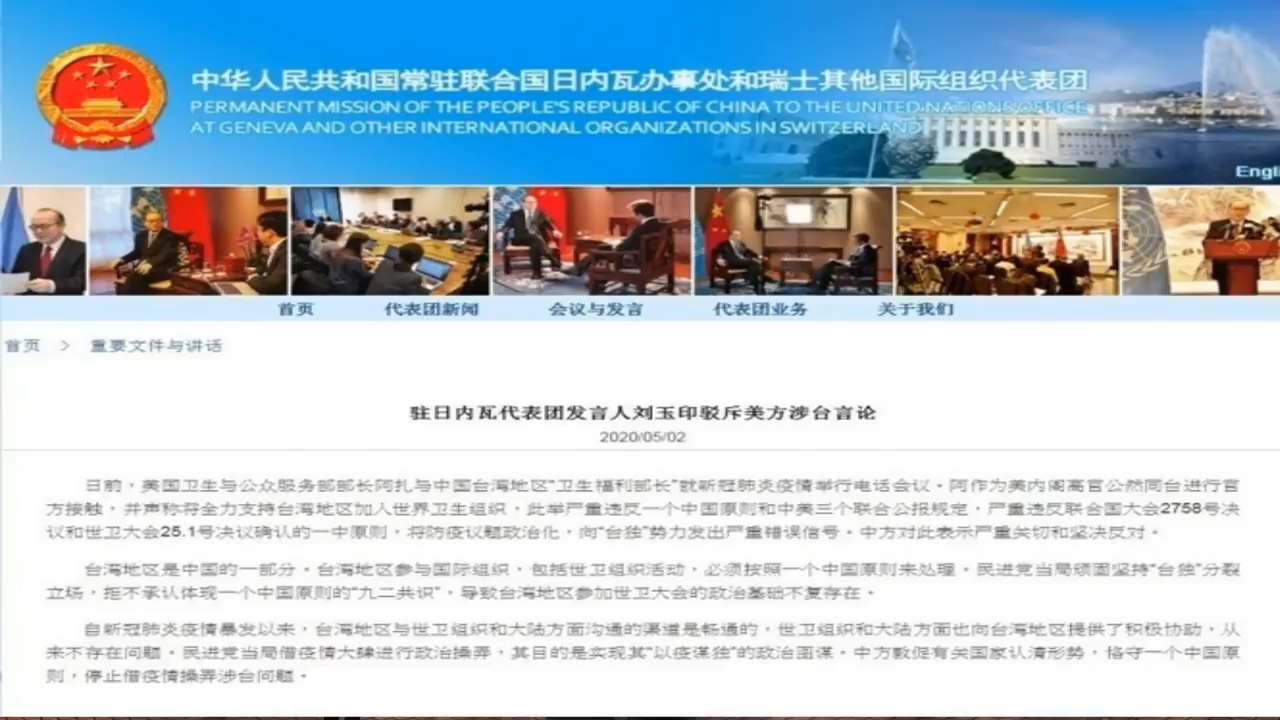 中华人民共和国常驻联合国日内瓦办事处和瑞士其他国际组织代表团
PERMANENT MISSION OF THE PEOPLE'S REPUBLIC OF CHINA TO THE UNITED NATIONS OFFICE
AT GENEVA AND OTHER INTERNATIONAL ORGANIZATIONS IN SWITZERLAND
Engli
首页 代表团新闻 会议与发言 代表团业务 关于我们
首页 > 重要文件与讲话
驻日内瓦代表团发言人刘玉印驳斥美方涉台言论
2020/05/02
日前，美国卫生与公众服务部部长阿扎与中国台湾地区“卫生福利部长”就新冠肺炎疫情举行电话会议。阿作为美内阁高官公然同台进行官
方接触，并声称将全力支持台湾地区加入世界卫生组织，此举严重违反一个中国原则和中美三个联合公报规定，严重违反联合国大会2758号决
议和世卫大会25.1号决议确认的一中原则，将防疫议题政治化，向“台独”势力发出严重错误信号。中方对此表示严重关切和坚决反对。
台湾地区是中国的一部分。台湾地区参与国际组织，包括世卫组织活动，必须按照一个中国原则来处理。民进党当局顽固坚持“台独”分裂
立场，拒不承认体现一个中国原则的“九二共识”，导致台湾地区参加世卫大会的政治基础不复存在。
自新冠肺炎疫情暴发以来，台湾地区与世卫组织和大陆方面沟通的渠道是畅通的，世卫组织和大陆方面也向台湾地区提供了积极协助，从
来不存在问题。民进党当局借疫情大肆进行政治操弄，其目的是实现其“以疫谋独”的政治图谋。中方敦促有关国家认清形势，恪守一个中国原
则，停止借疫情操弄涉台问题。